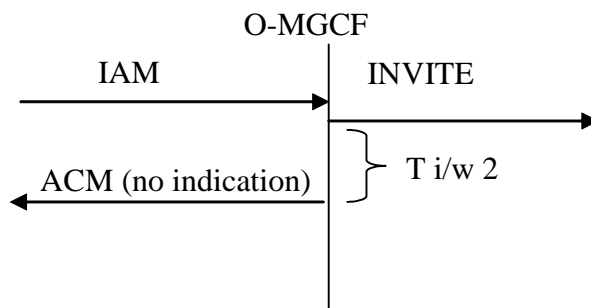 O-MGCF
IAM
INVITE
T i/w 2
ACM (no indication)